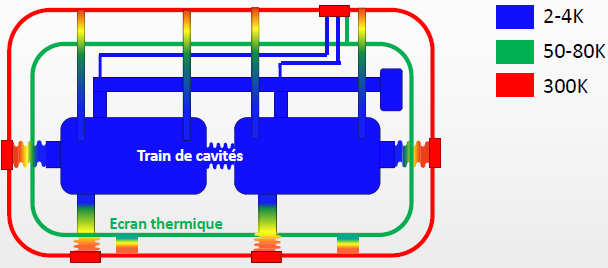 2-4K
50-80K
300K
Train de cavités
Ecran thermique